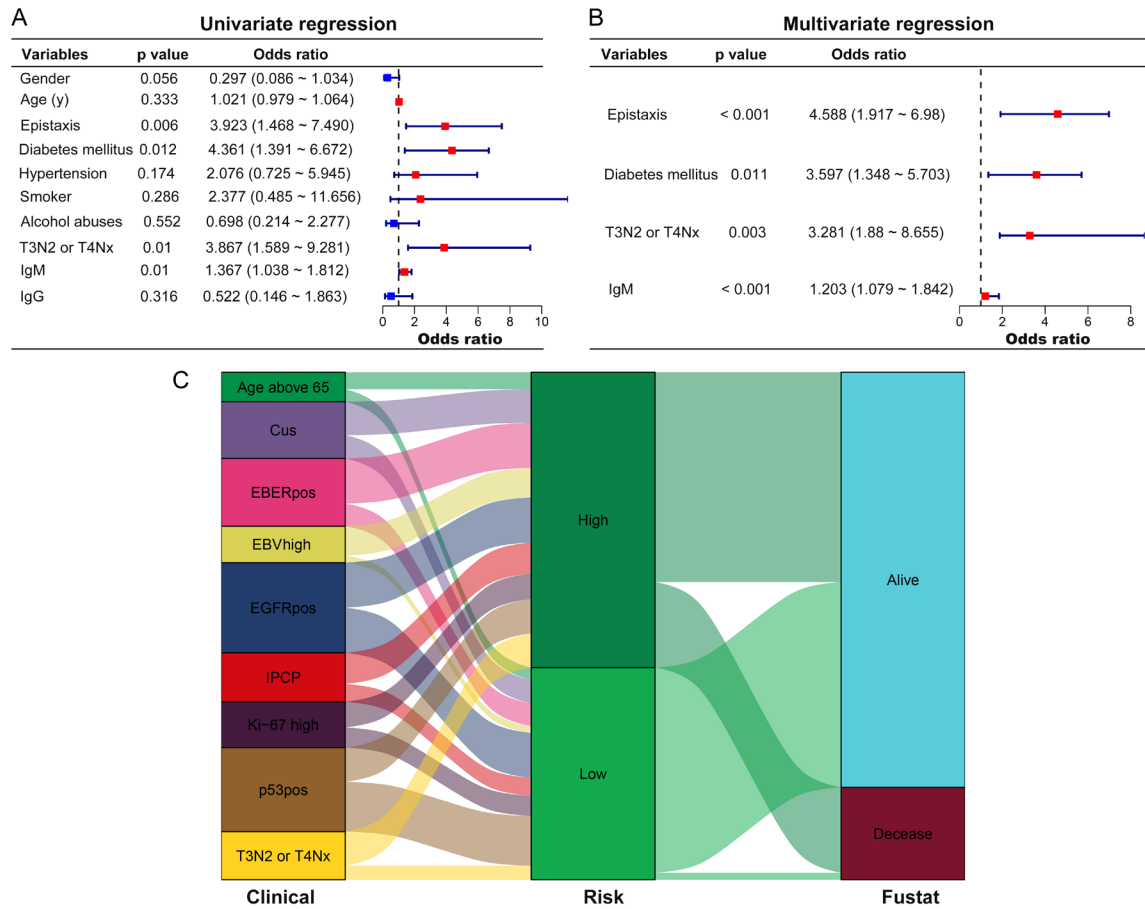 A
Univariate regression
Variables p value Odds ratio
Gender 0.056 0.297 (0.086 ~ 1.034)
Age (y) 0.333 1.021 (0.979 ~ 1.064)
Epistaxis 0.006 3.923 (1.468 ~ 7.490)
Diabetes mellitus 0.012 4.361 (1.391 ~ 6.672)
Hypertension 0.174 2.076 (0.725 ~ 5.945)
Smoker 0.286 2.377 (0.485 ~ 11.656)
Alcohol abuses 0.552 0.698 (0.214 ~ 2.277)
T3N2 or T4Nx 0.01 3.867 (1.589 ~ 9.281)
IgM 0.01 1.367 (1.038 ~ 1.812)
IgG 0.316 0.522 (0.146 ~ 1.863)
0 2 4 6 8 10
Odds ratio
B
Multivariate regression
Variables p value Odds ratio
Epistaxis < 0.001 4.588 (1.917 ~ 6.98)
Diabetes mellitus 0.011 3.597 (1.348 ~ 5.703)
T3N2 or T4Nx 0.003 3.281 (1.88 ~ 8.655)
IgM < 0.001 1.203 (1.079 ~ 1.842)
0 2 4 6 8
Odds ratio
C
Age above 65
Cus
EBERpos
EBVhigh
EGFRpos
IPCP
Ki−67 high
p53pos
T3N2 or T4Nx
Clinical
High
Low
Risk
Alive
Decease
Fustat